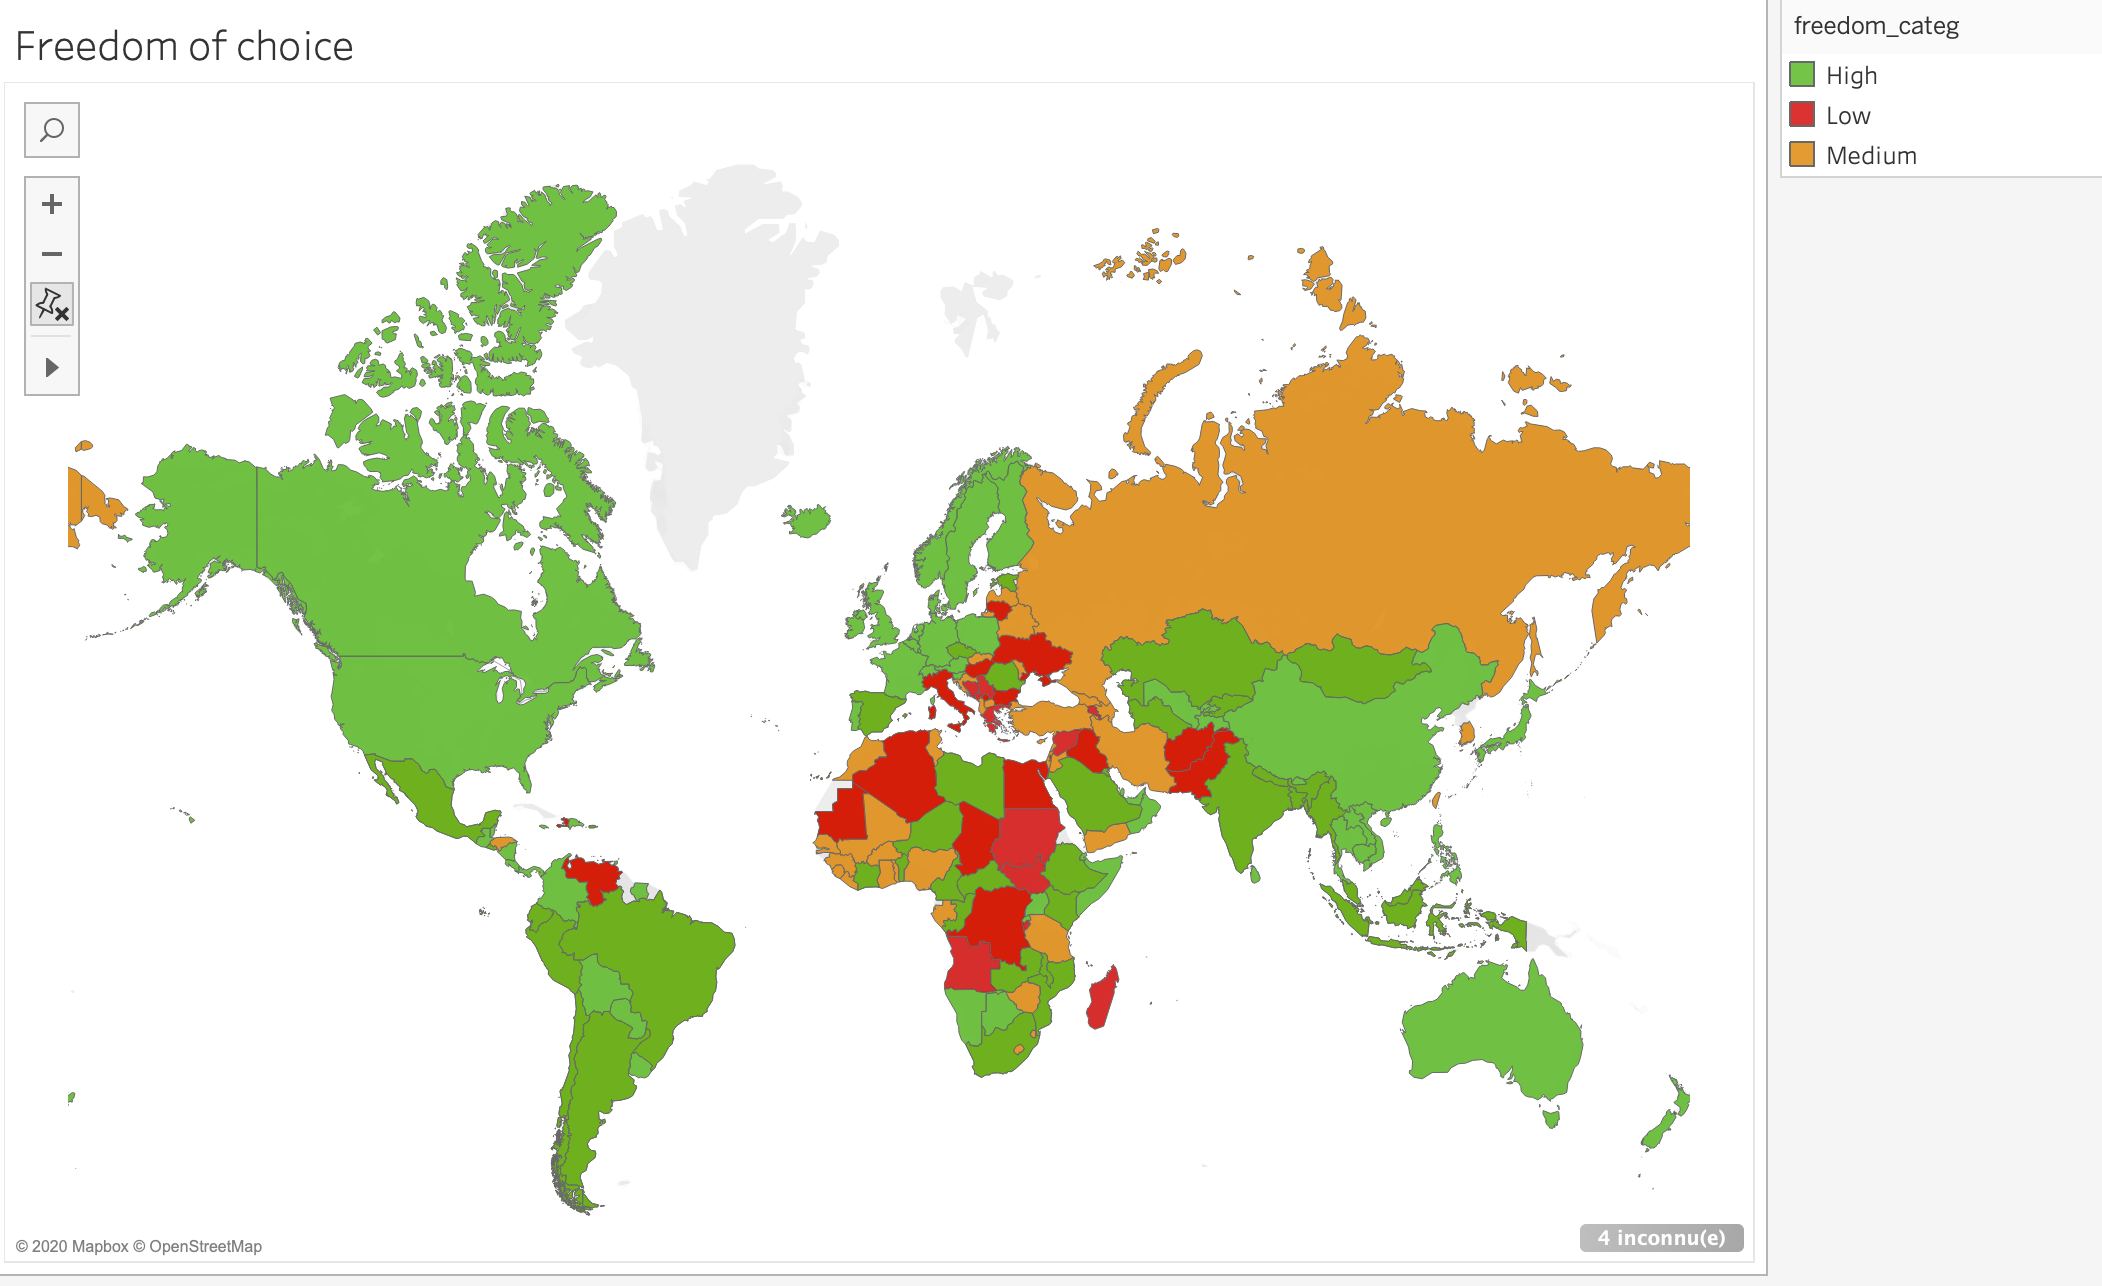 Freedom of choice
freedom_categ
High
Low
Medium
© 2020 Mapbox © OpenStreetMap
4 inconnu(e)